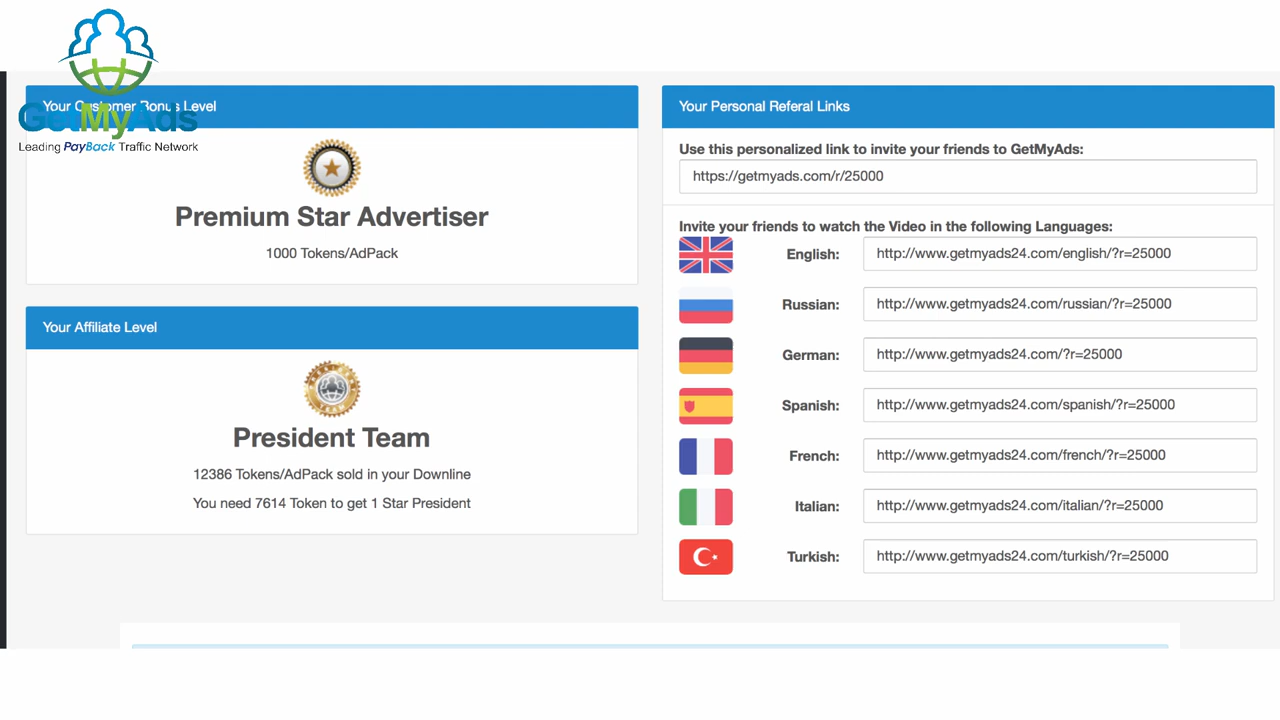 GetMyAds
Leading PayBack Traffic Network
Your Customer Bonus Level
Premium Star Advertiser
1000 Tokens/AdPack
Your Affiliate Level
President Team
12386 Tokens/AdPack sold in your Downline
You need 7614 Token to get 1 Star President
Your Personal Referal Links
Use this personalized link to invite your friends to GetMyAds:
https://getmyads.com/r/25000
Invite your friends to watch the Video in the following Languages:
English: http://www.getmyads24.com/english/?r=25000
Russian: http://www.getmyads24.com/russian/?r=25000
German: http://www.getmyads24.com/?r=25000
Spanish: http://www.getmyads24.com/spanish/?r=25000
French: http://www.getmyads24.com/french/?r=25000
Italian: http://www.getmyads24.com/italian/?r=25000
Turkish: http://www.getmyads24.com/turkish/?r=25000